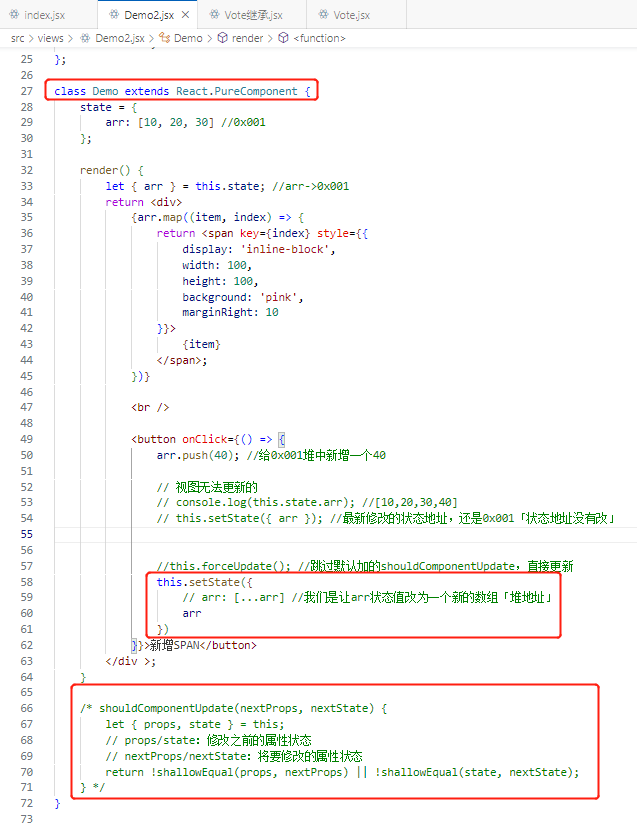 index.jsx Demo2.jsx × Vote继承.jsx Vote.jsx
src > views > Demo2.jsx > Demo > render > <function>
25 };
26
27 class Demo extends React.PureComponent {
28 state = {
29 arr: [10, 20, 30] //0x001
30 };
31
32 render() {
33 let { arr } = this.state; //arr->0x001
34 return <div>
35 {arr.map((item, index) => {
36 return <span key={index} style={{
37 display: 'inline-block',
38 width: 100,
39 height: 100,
40 background: 'pink',
41 marginRight: 10
42 }}>
43 {item}
44 </span>;
45 })}
46
47 <br />
48
49 <button onClick={() => {
50 arr.push(40); //给0x001堆中新增一个40
51
52 // 视图无法更新的
53 // console.log(this.state.arr); //[10,20,30,40]
54 // this.setState({ arr }); //最新修改的状态地址，还是0x001「状态地址没有改」
55
56
57 //this.forceUpdate(); //跳过默认加的shouldComponentUpdate，直接更新
58 this.setState({
59 // arr: [...arr] //我们是让arr状态值改为一个新的数组「堆地址」
60 arr
61 })
62 }}>新增SPAN</button>
63 </div >;
64 }
65
66 /* shouldComponentUpdate(nextProps, nextState) {
67 let { props, state } = this;
68 // props/state: 修改之前的属性状态
69 // nextProps/nextState: 将要修改的属性状态
70 return !shallowEqual(props, nextProps) || !shallowEqual(state, nextState);
71 } */
72 }
73